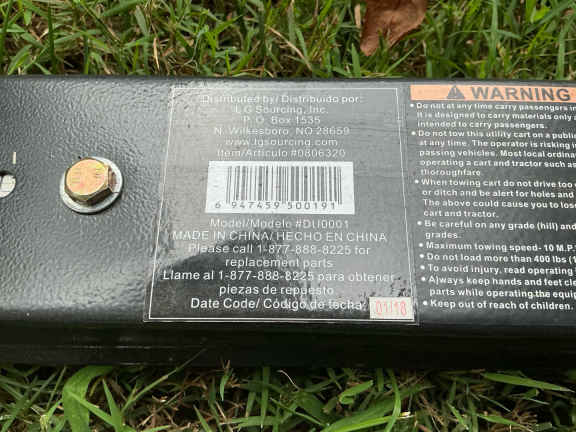 Distributed by/ Distribuido por:
LG Sourcing, Inc.
P. O. Box 1535
N. Wilkesboro, NO 28659
www.lgsourcing.com
Item/Artículo #0806320
6 947459 500191
Model/Modelo #DU0001
MADE IN CHINA/ HECHO EN CHINA
Please call 1-877-888-8225 for
replacement parts
Llame al 1-877-888-8225 para obtener
piezas de repuesto
Date Code/ Código de fecha: 01/18
WARNING
• Do not at any time carry passengers in
It is designed to carry materials only a
intended to carry passengers.
• Do not tow this utility cart on a publi
at any time. The operator is risking in
passing vehicles. Most local ordinan
operating a cart and tractor such as
thoroughfare.
• When towing cart do not drive too c
or ditch and be alert for holes and
The above could cause you to lose
cart and tractor.
• Be careful on any grade (hill) and
grades.
• Maximum towing speed- 10 M.P.
• Do not load more than 400 lbs (1
• To avoid injury, read operating
• Always keep hands and feet cle
parts while operating the equip
• Keep out of reach of children.